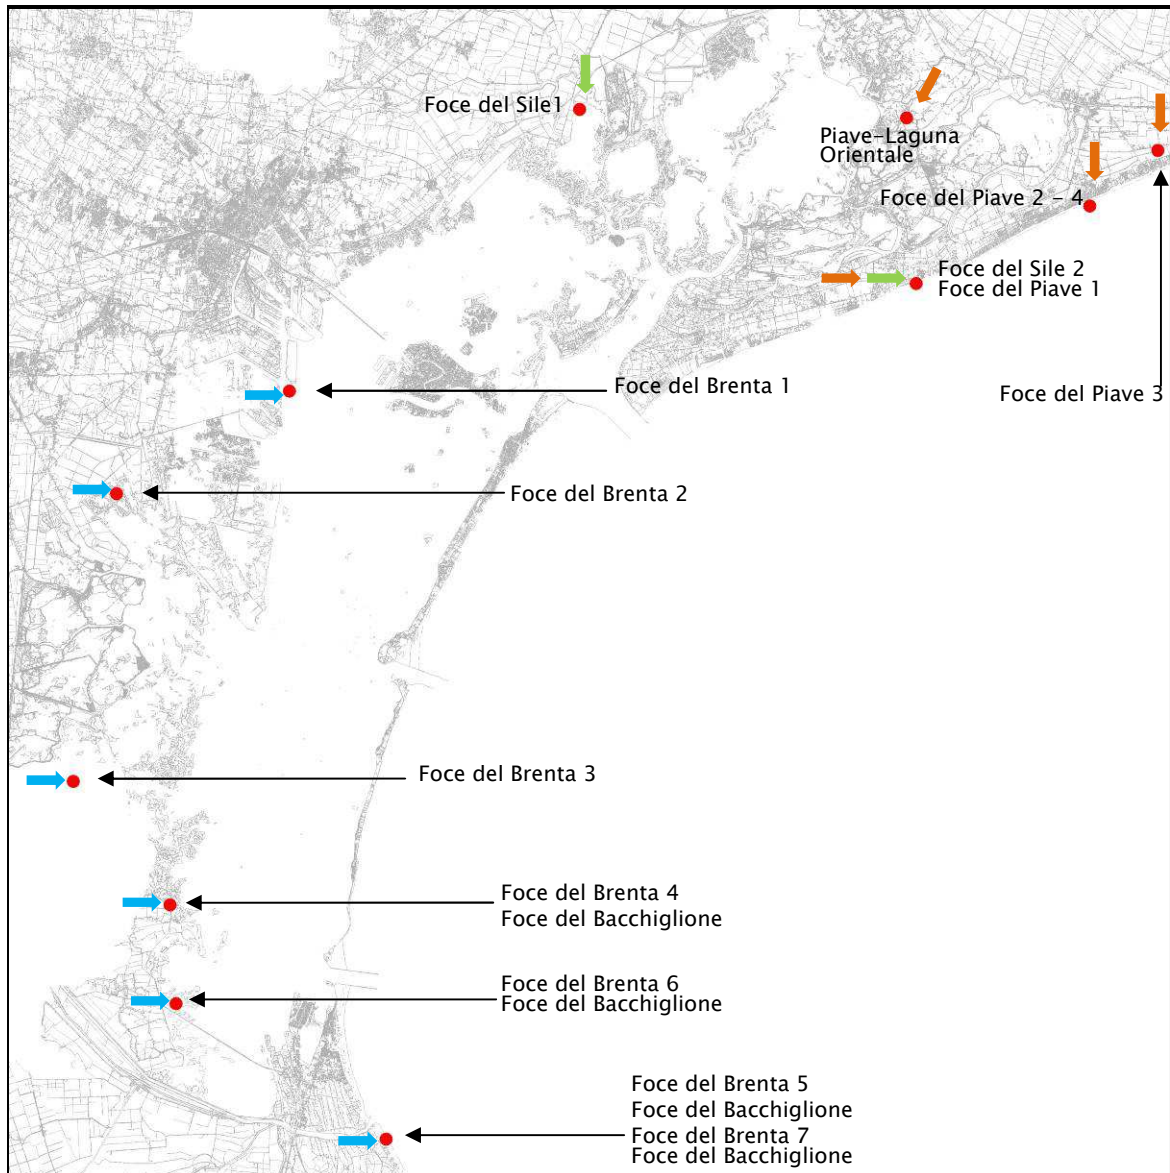 Foce del Sile1
Piave-Laguna
Orientale
Foce del Piave 2 - 4
Foce del Sile 2
Foce del Piave 1
Foce del Brenta 1
Foce del Piave 3
Foce del Brenta 2
Foce del Brenta 3
Foce del Brenta 4
Foce del Bacchiglione
Foce del Brenta 6
Foce del Bacchiglione
Foce del Brenta 5
Foce del Bacchiglione
Foce del Brenta 7
Foce del Bacchiglione